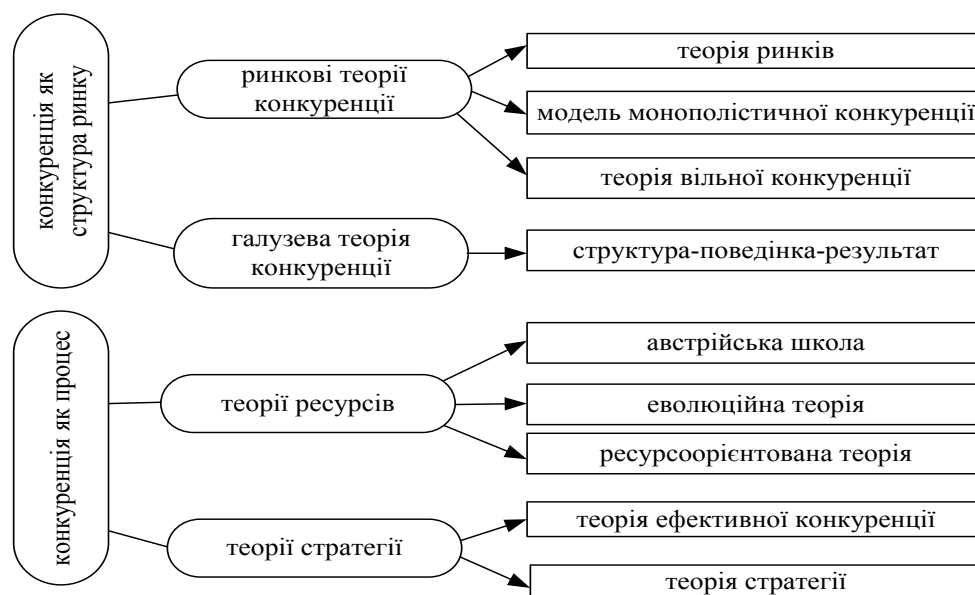 конкуренція як
структура ринку
ринкові теорії
конкуренції
теорія ринків
модель монополістичної конкуренції
теорія вільної конкуренції
галузева теорія
конкуренції
структура-поведінка-результат
конкуренція як процес
теорії ресурсів
австрійська школа
еволюційна теорія
ресурсоорієнтована теорія
теорії стратегії
теорія ефективної конкуренції
теорія стратегії